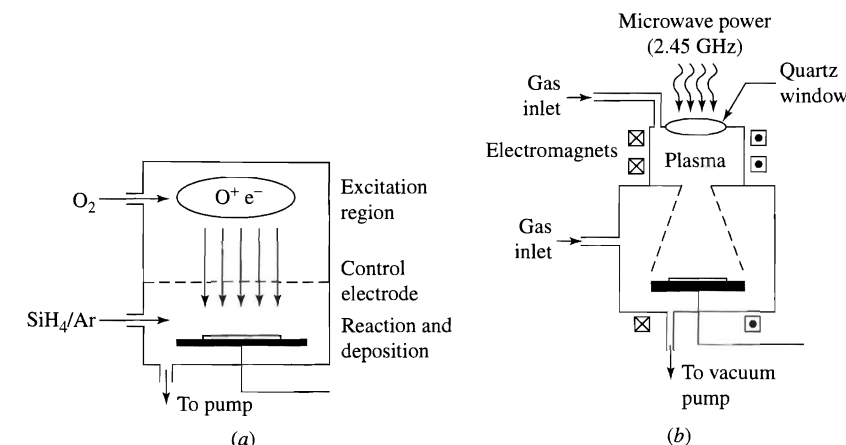 O₂
O⁺ e⁻
Excitation
region
Control
electrode
SiH₄/Ar
Reaction and
deposition
To pump
(a)
Microwave power
(2.45 GHz)
Quartz
window
Gas
inlet
Electromagnets
Plasma
Gas
inlet
To vacuum
pump
(b)